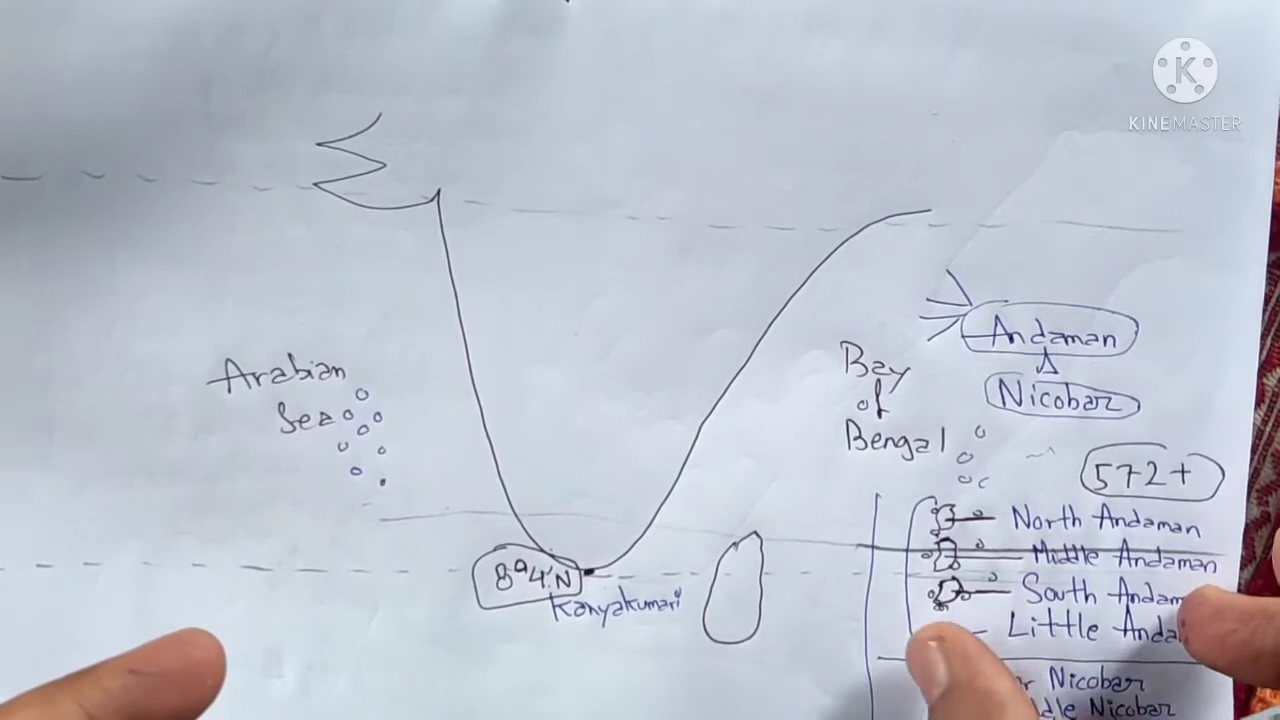 KINEMASTER
Andaman
Nicobar
Arabian
Sea
Bay
of
Bengal
572+
North Andaman
Middle Andaman
South Andam
Little Anda
8°4'N
Kanyakumari
Nicobar
Nicobar